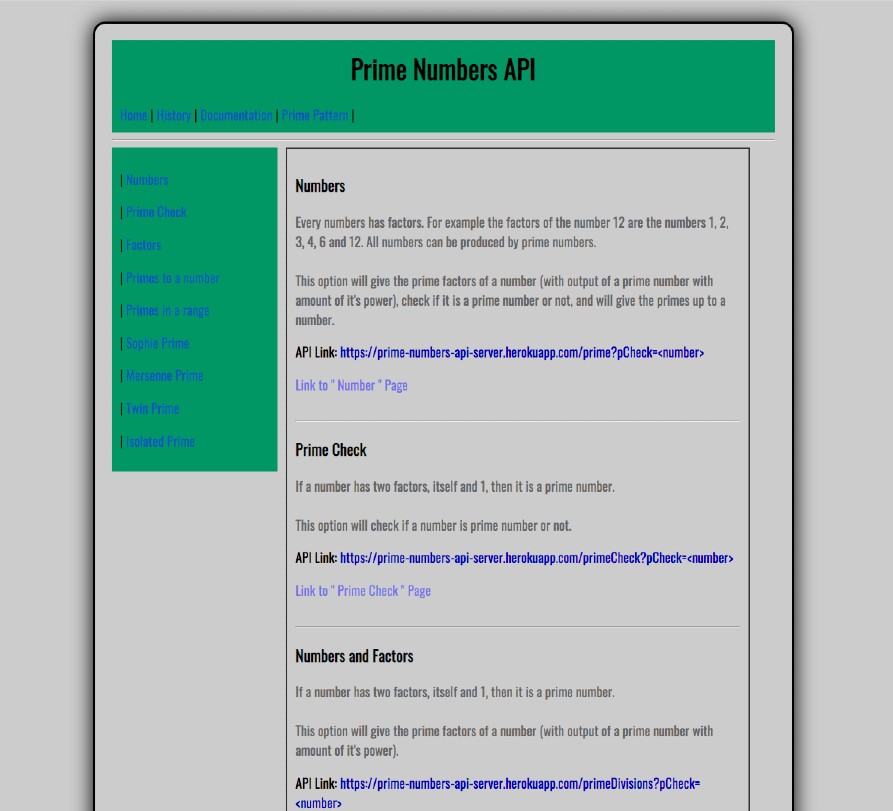 Prime Numbers API
Home | History | Documentation | Prime Pattern |
| Numbers
| Prime Check
| Factors
| Primes to a number
| Primes in a range
| Sophie Prime
| Mersenne Prime
| Twin Prime
| Isolated Prime
Numbers
Every numbers has factors. For example the factors of the number 12 are the numbers 1, 2,
3, 4, 6 and 12. All numbers can be produced by prime numbers.
This option will give the prime factors of a number (with output of a prime number with
amount of it's power), check if it is a prime number or not, and will give the primes up to a
number.
API Link: https://prime-numbers-api-server.herokuapp.com/prime?pCheck=<number>
Link to " Number " Page
Prime Check
If a number has two factors, itself and 1, then it is a prime number.
This option will check if a number is prime number or not.
API Link: https://prime-numbers-api-server.herokuapp.com/primeCheck?pCheck=<number>
Link to " Prime Check " Page
Numbers and Factors
If a number has two factors, itself and 1, then it is a prime number.
This option will give the prime factors of a number (with output of a prime number with
amount of it's power).
API Link: https://prime-numbers-api-server.herokuapp.com/primeDivisions?pCheck=
<number>